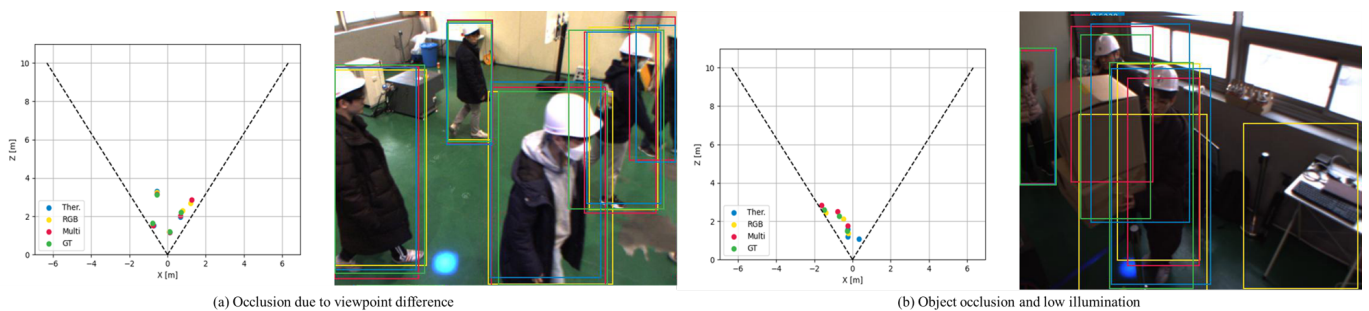 10
8
6
4
2
0
Z [m]
Ther.
RGB
Multi
GT
−6 −4 −2 0 2 4 6
X [m]
10
8
6
4
2
0
Z [m]
Ther.
RGB
Multi
GT
−6 −4 −2 0 2 4 6
X [m]
(a) Occlusion due to viewpoint difference
(b) Object occlusion and low illumination